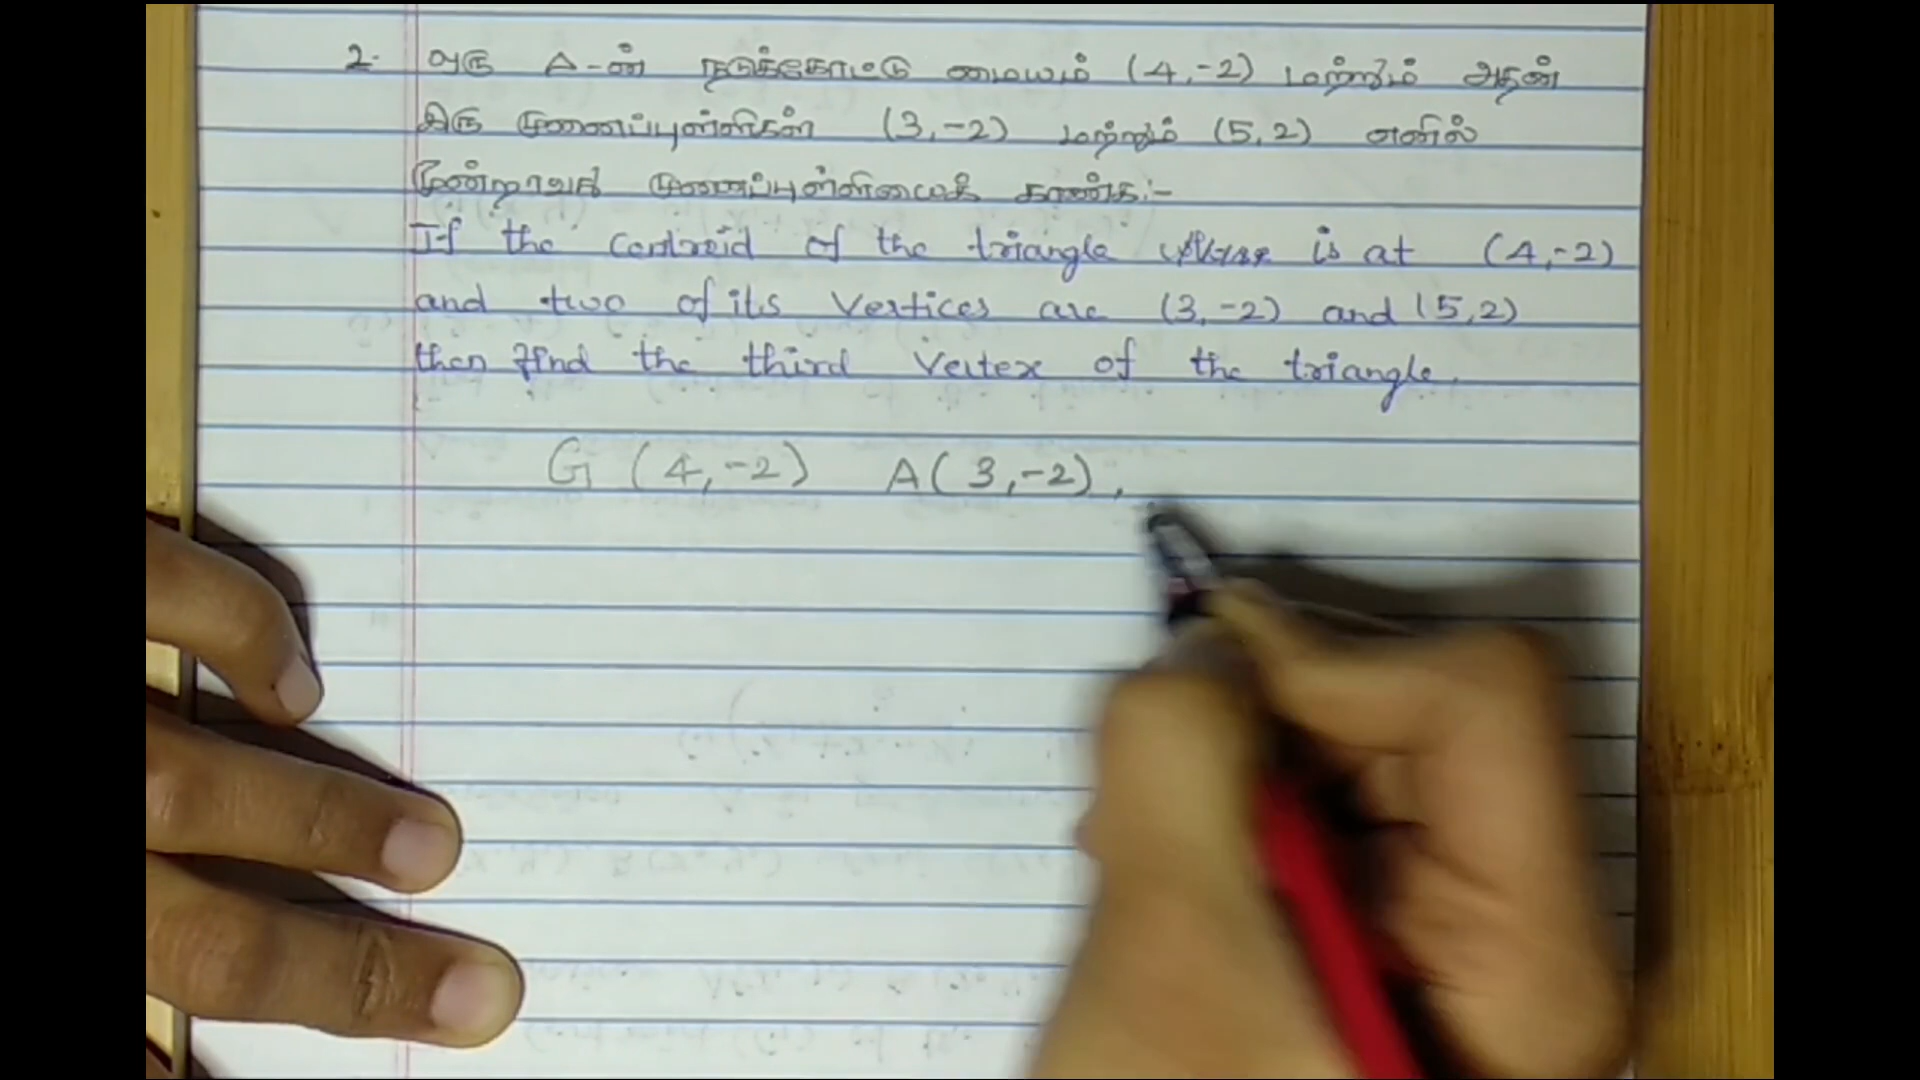 2. ஒரு Δ-ன் நடுக்கோட்டு மையம் (4,-2) மற்றும் அதன்
இரு முனைப்புள்ளிகள் (3,-2) மற்றும் (5,2) எனில்
மூன்றாவது முனைப்புள்ளியைக் காண்க:-
If the Centroid of the triangle is at (4,-2)
and two of its Vertices are (3,-2) and (5,2)
then find the third Vertex of the triangle.
G (4,-2) A(3,-2),